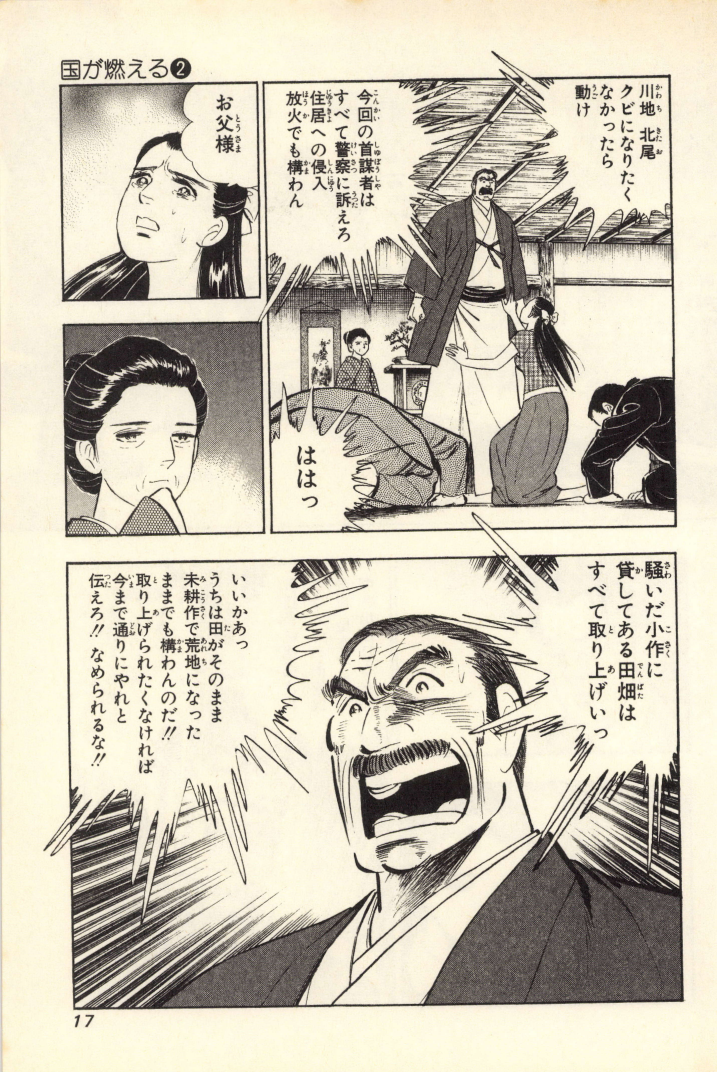 国が燃える❷
川地 北尾
クビになりたく
なかったら
動け
今回の首謀者は
すべて警察に訴えろ
住居への侵入
放火でも構わん
ははっ
お父様
騒いだ小作に
貸してある田畑は
すべて取り上げいっ
いいかあっ
うちは田がそのまま
未耕作で荒地になった
ままでも構わんのだ!!
取り上げられたくなければ
今まで通りにやれと
伝えろ!! なめられるな!!
17